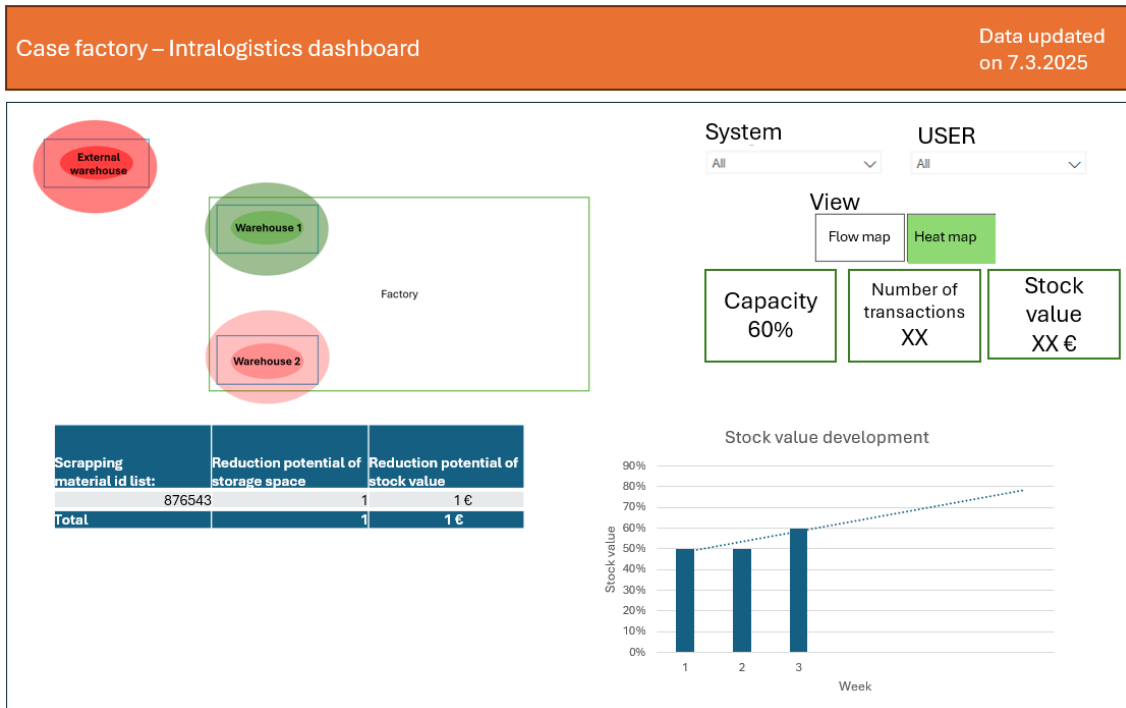 Case factory – Intralogistics dashboard
Data updated
on 7.3.2025
External
warehouse
Warehouse 1
Factory
Warehouse 2
System
USER
All
All
View
Flow map
Heat map
Capacity
60%
Number of
transactions
XX
Stock
value
XX €
Scrapping
material id list:
Reduction potential of
storage space
Reduction potential of
stock value
876543
1
1 €
Total
1
1 €
Stock value development
Stock value
90%
80%
70%
60%
50%
40%
30%
20%
10%
0%
1
2
3
Week